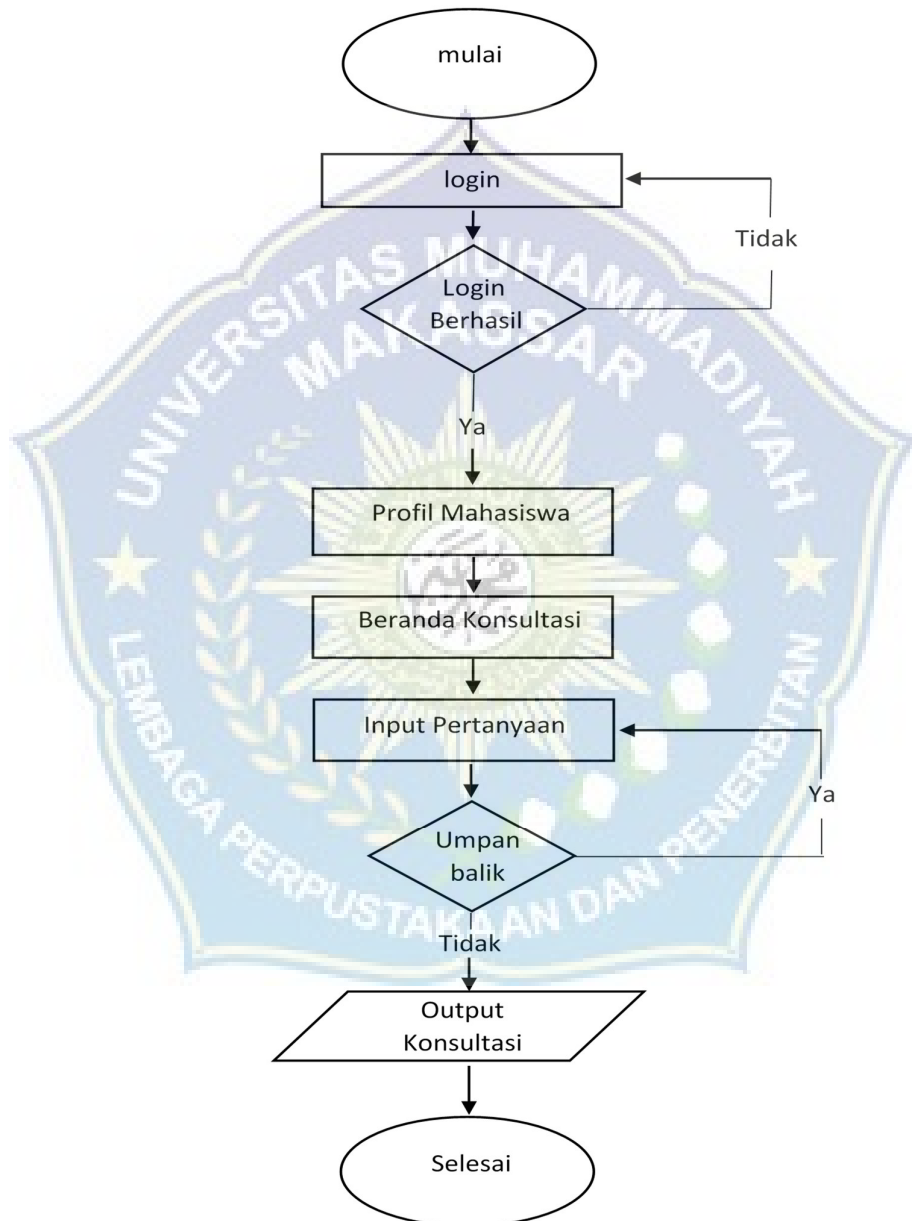 mulai
login
Tidak
Login
Berhasil
Ya
Profil Mahasiswa
Beranda Konsultasi
Input Pertanyaan
Ya
Umpan
balik
Tidak
Output
Konsultasi
Selesai
UNIVERSITAS MUHAMMADIYAH
MAKASSAR
LEMBAGA PERPUSTAKAAN DAN PENERBITAN